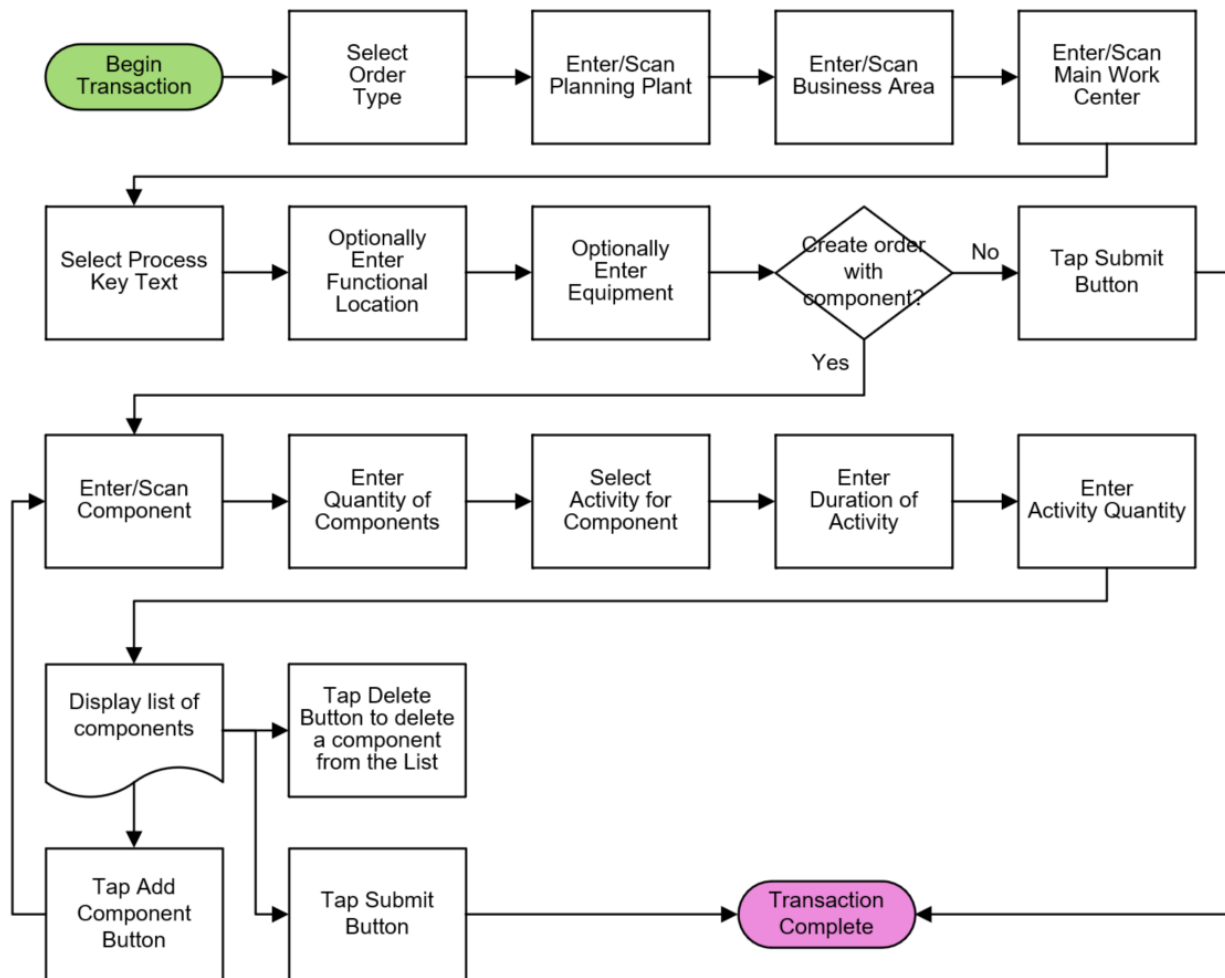 Begin
Transaction
Select
Order
Type
Enter/Scan
Planning Plant
Enter/Scan
Business Area
Enter/Scan
Main Work
Center
Select Process
Key Text
Optionally
Enter
Functional
Location
Optionally
Enter
Equipment
Create order
with
component?
No
Tap Submit
Button
Yes
Enter/Scan
Component
Enter
Quantity of
Components
Select
Activity for
Component
Enter
Duration of
Activity
Enter
Activity Quantity
Display list of
components
Tap Delete
Button to delete
a component
from the List
Tap Add
Component
Button
Tap Submit
Button
Transaction
Complete